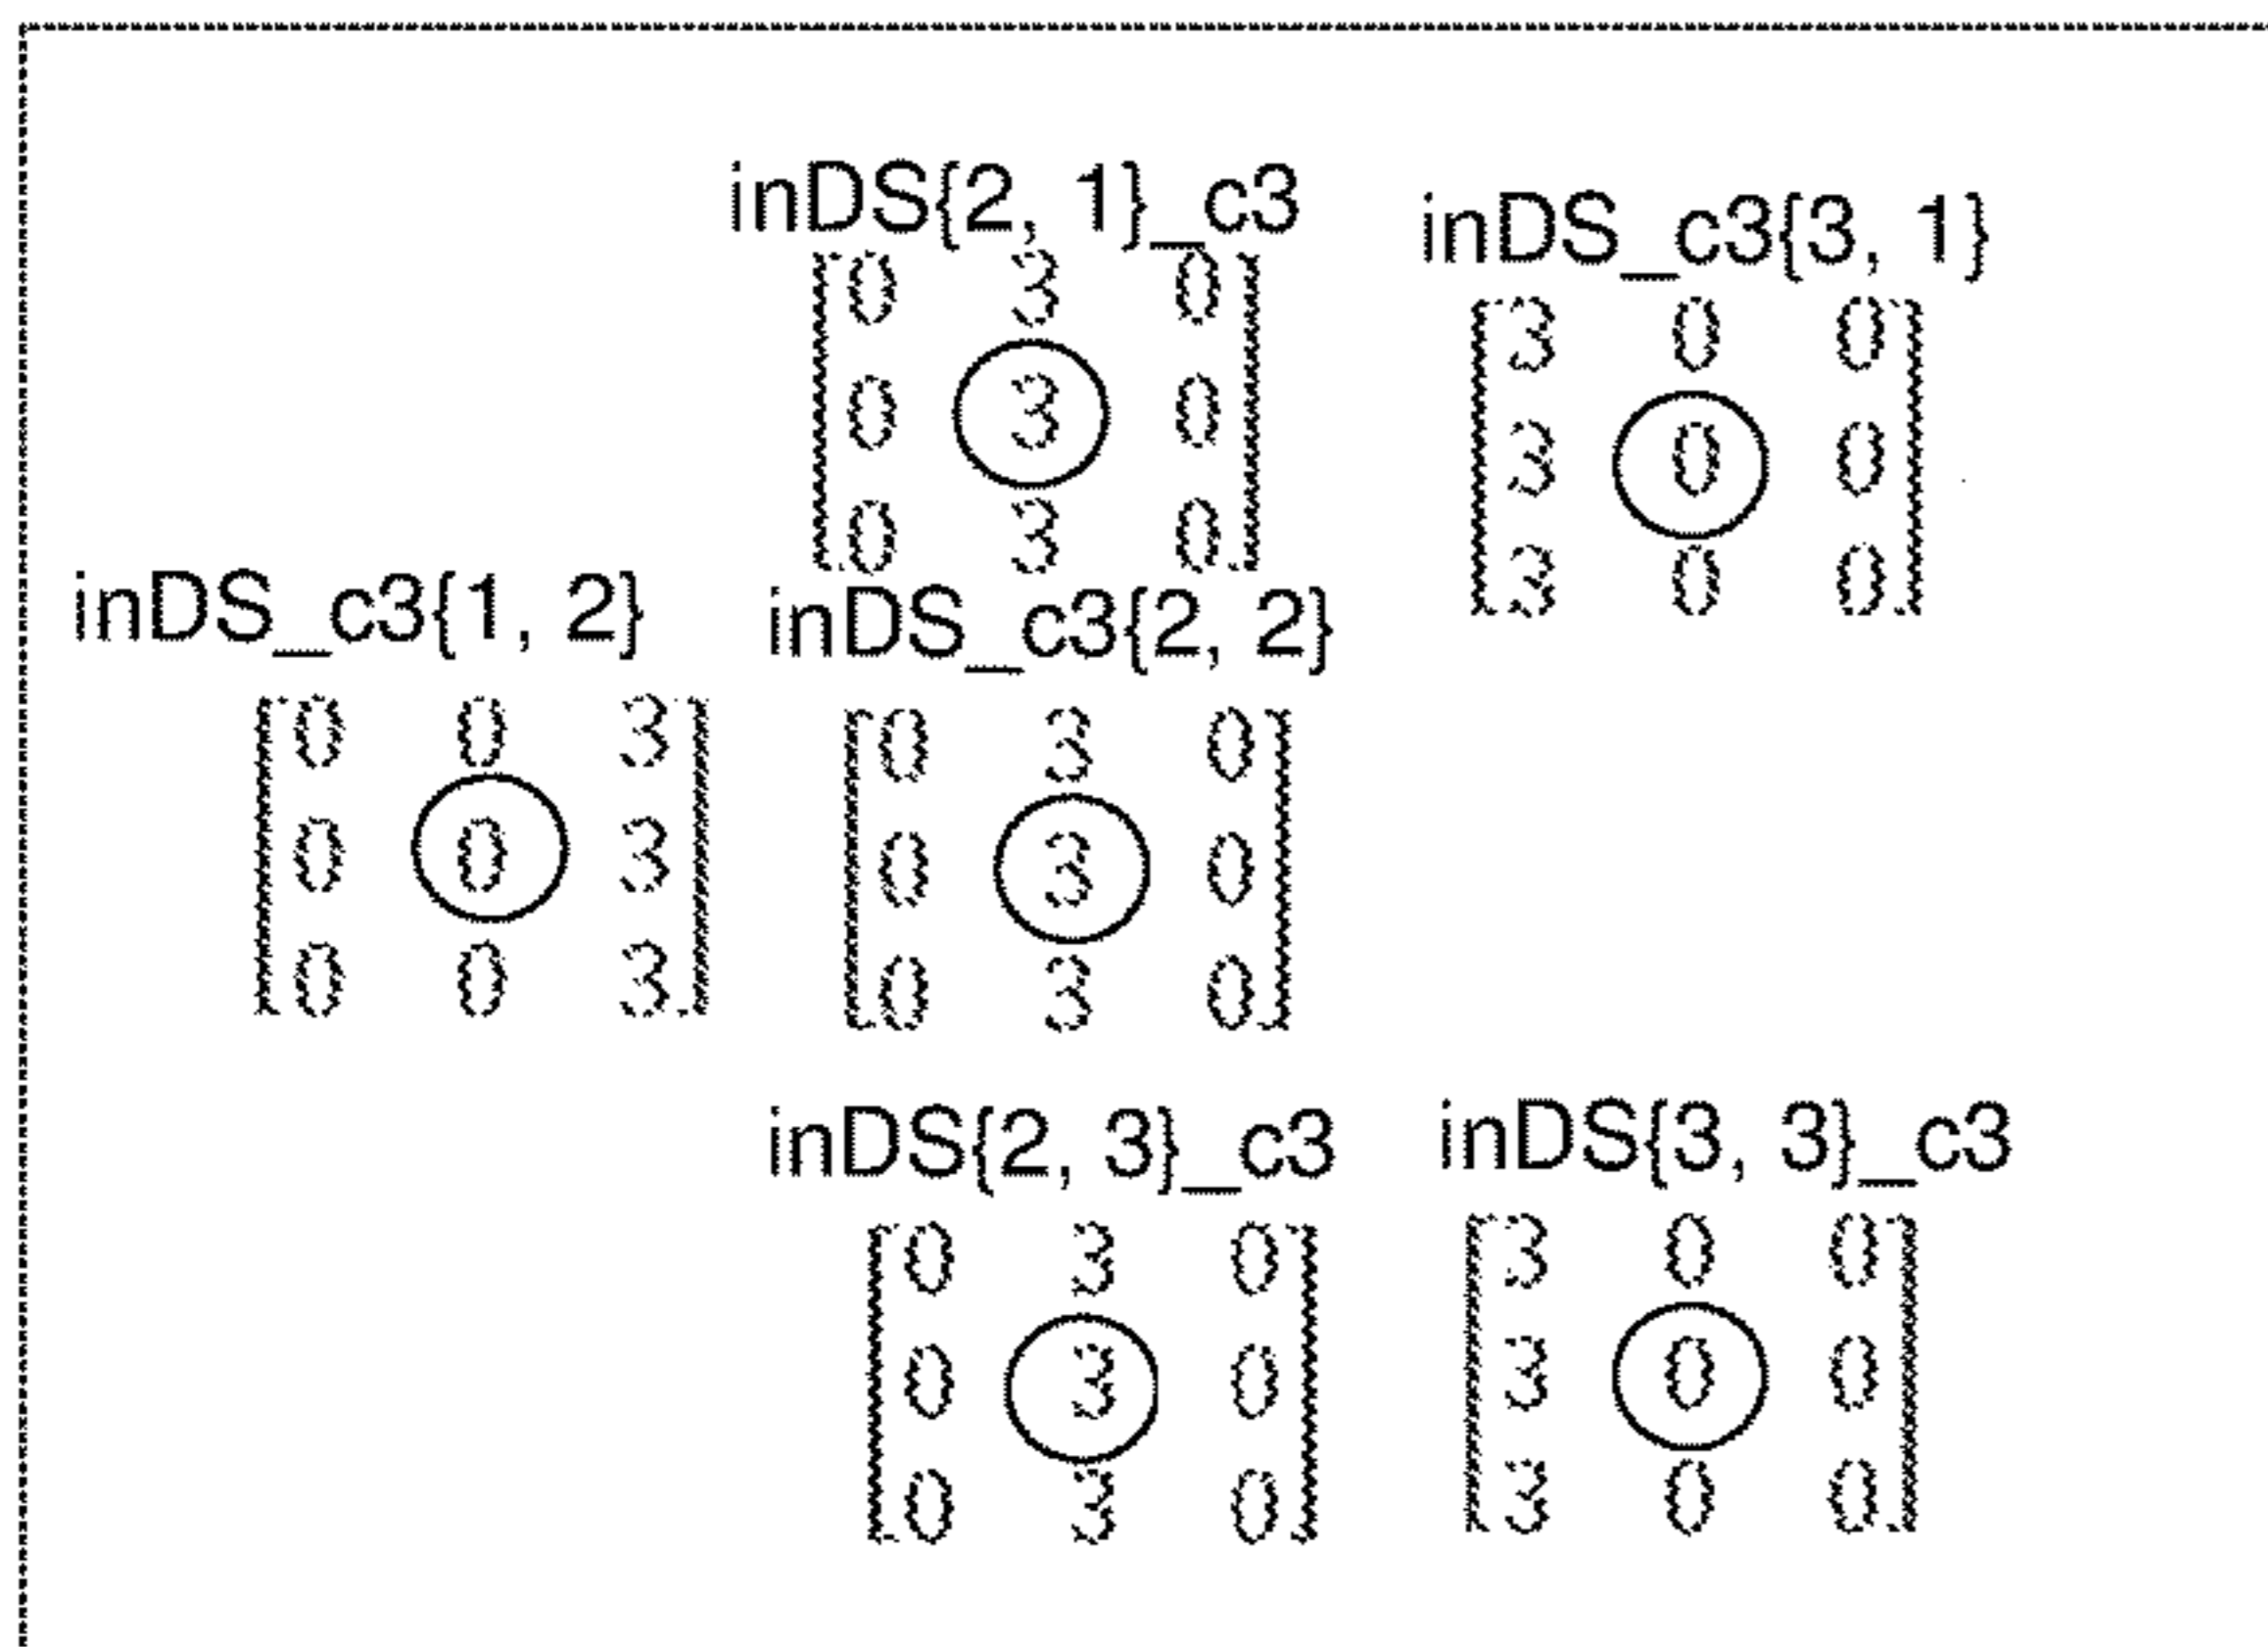 inDS{2, 1}_c3
0 3 0
0 3 0
0 3 0
inDS_c3{3, 1}
3 0 0
3 0 0
3 0 0
inDS_c3{1, 2}
0 0 3
0 0 3
0 0 3
inDS_c3{2, 2}
0 3 0
0 3 0
0 3 0
inDS{2, 3}_c3
0 3 0
0 3 0
0 3 0
inDS{3, 3}_c3
3 0 0
3 0 0
3 0 0